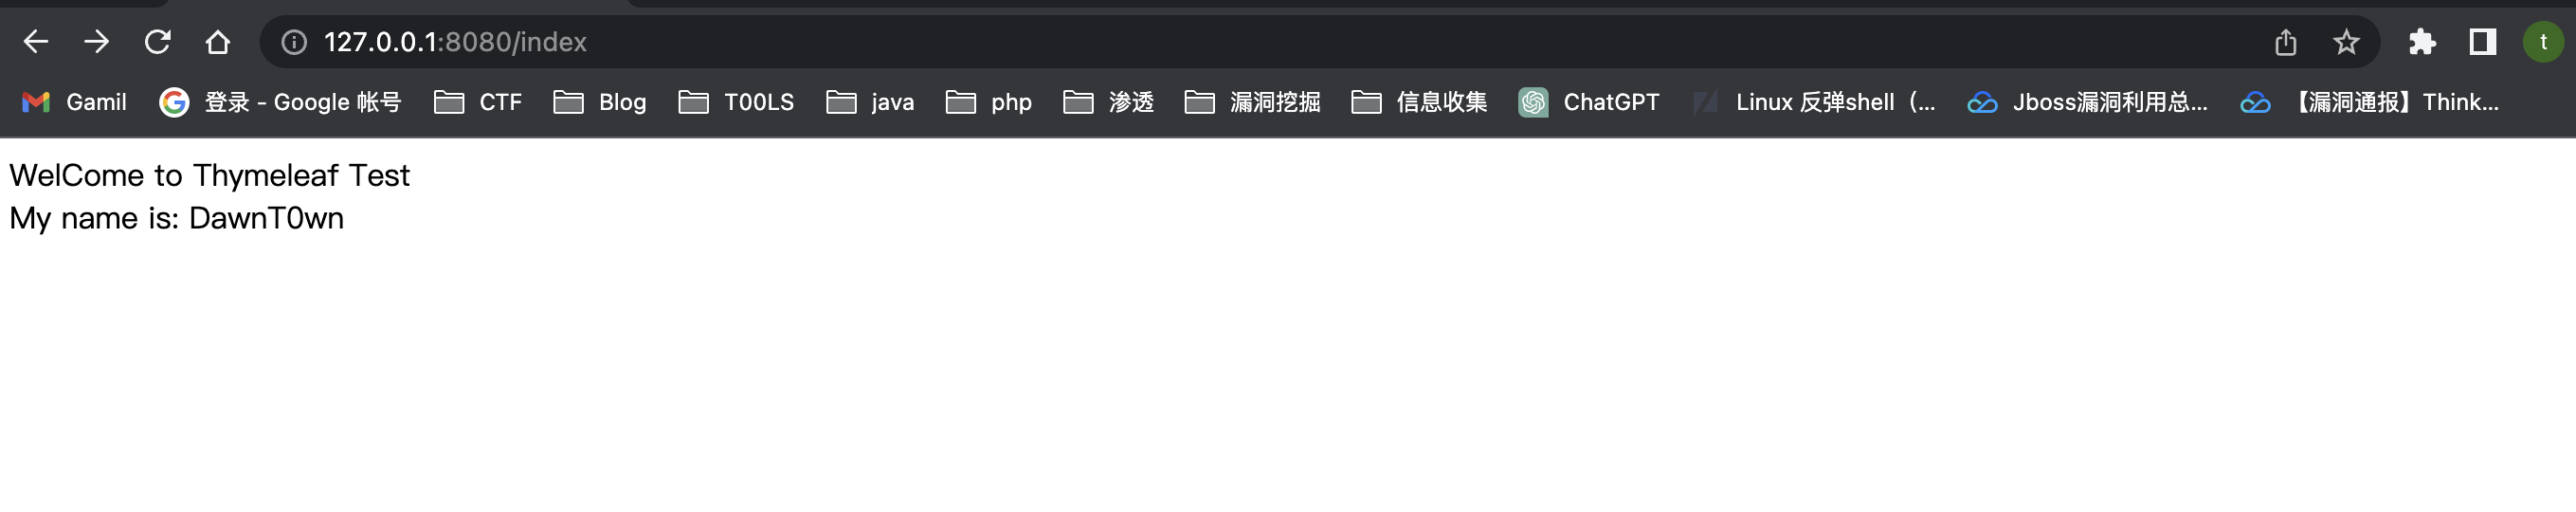 127.0.0.1:8080/index
t
Gamil 登录 - Google 帐号 CTF Blog T00LS java php 渗透 漏洞挖掘 信息收集 ChatGPT Linux 反弹shell（... Jboss漏洞利用总... 【漏洞通报】Think...
WelCome to Thymeleaf Test
My name is: DawnT0wn